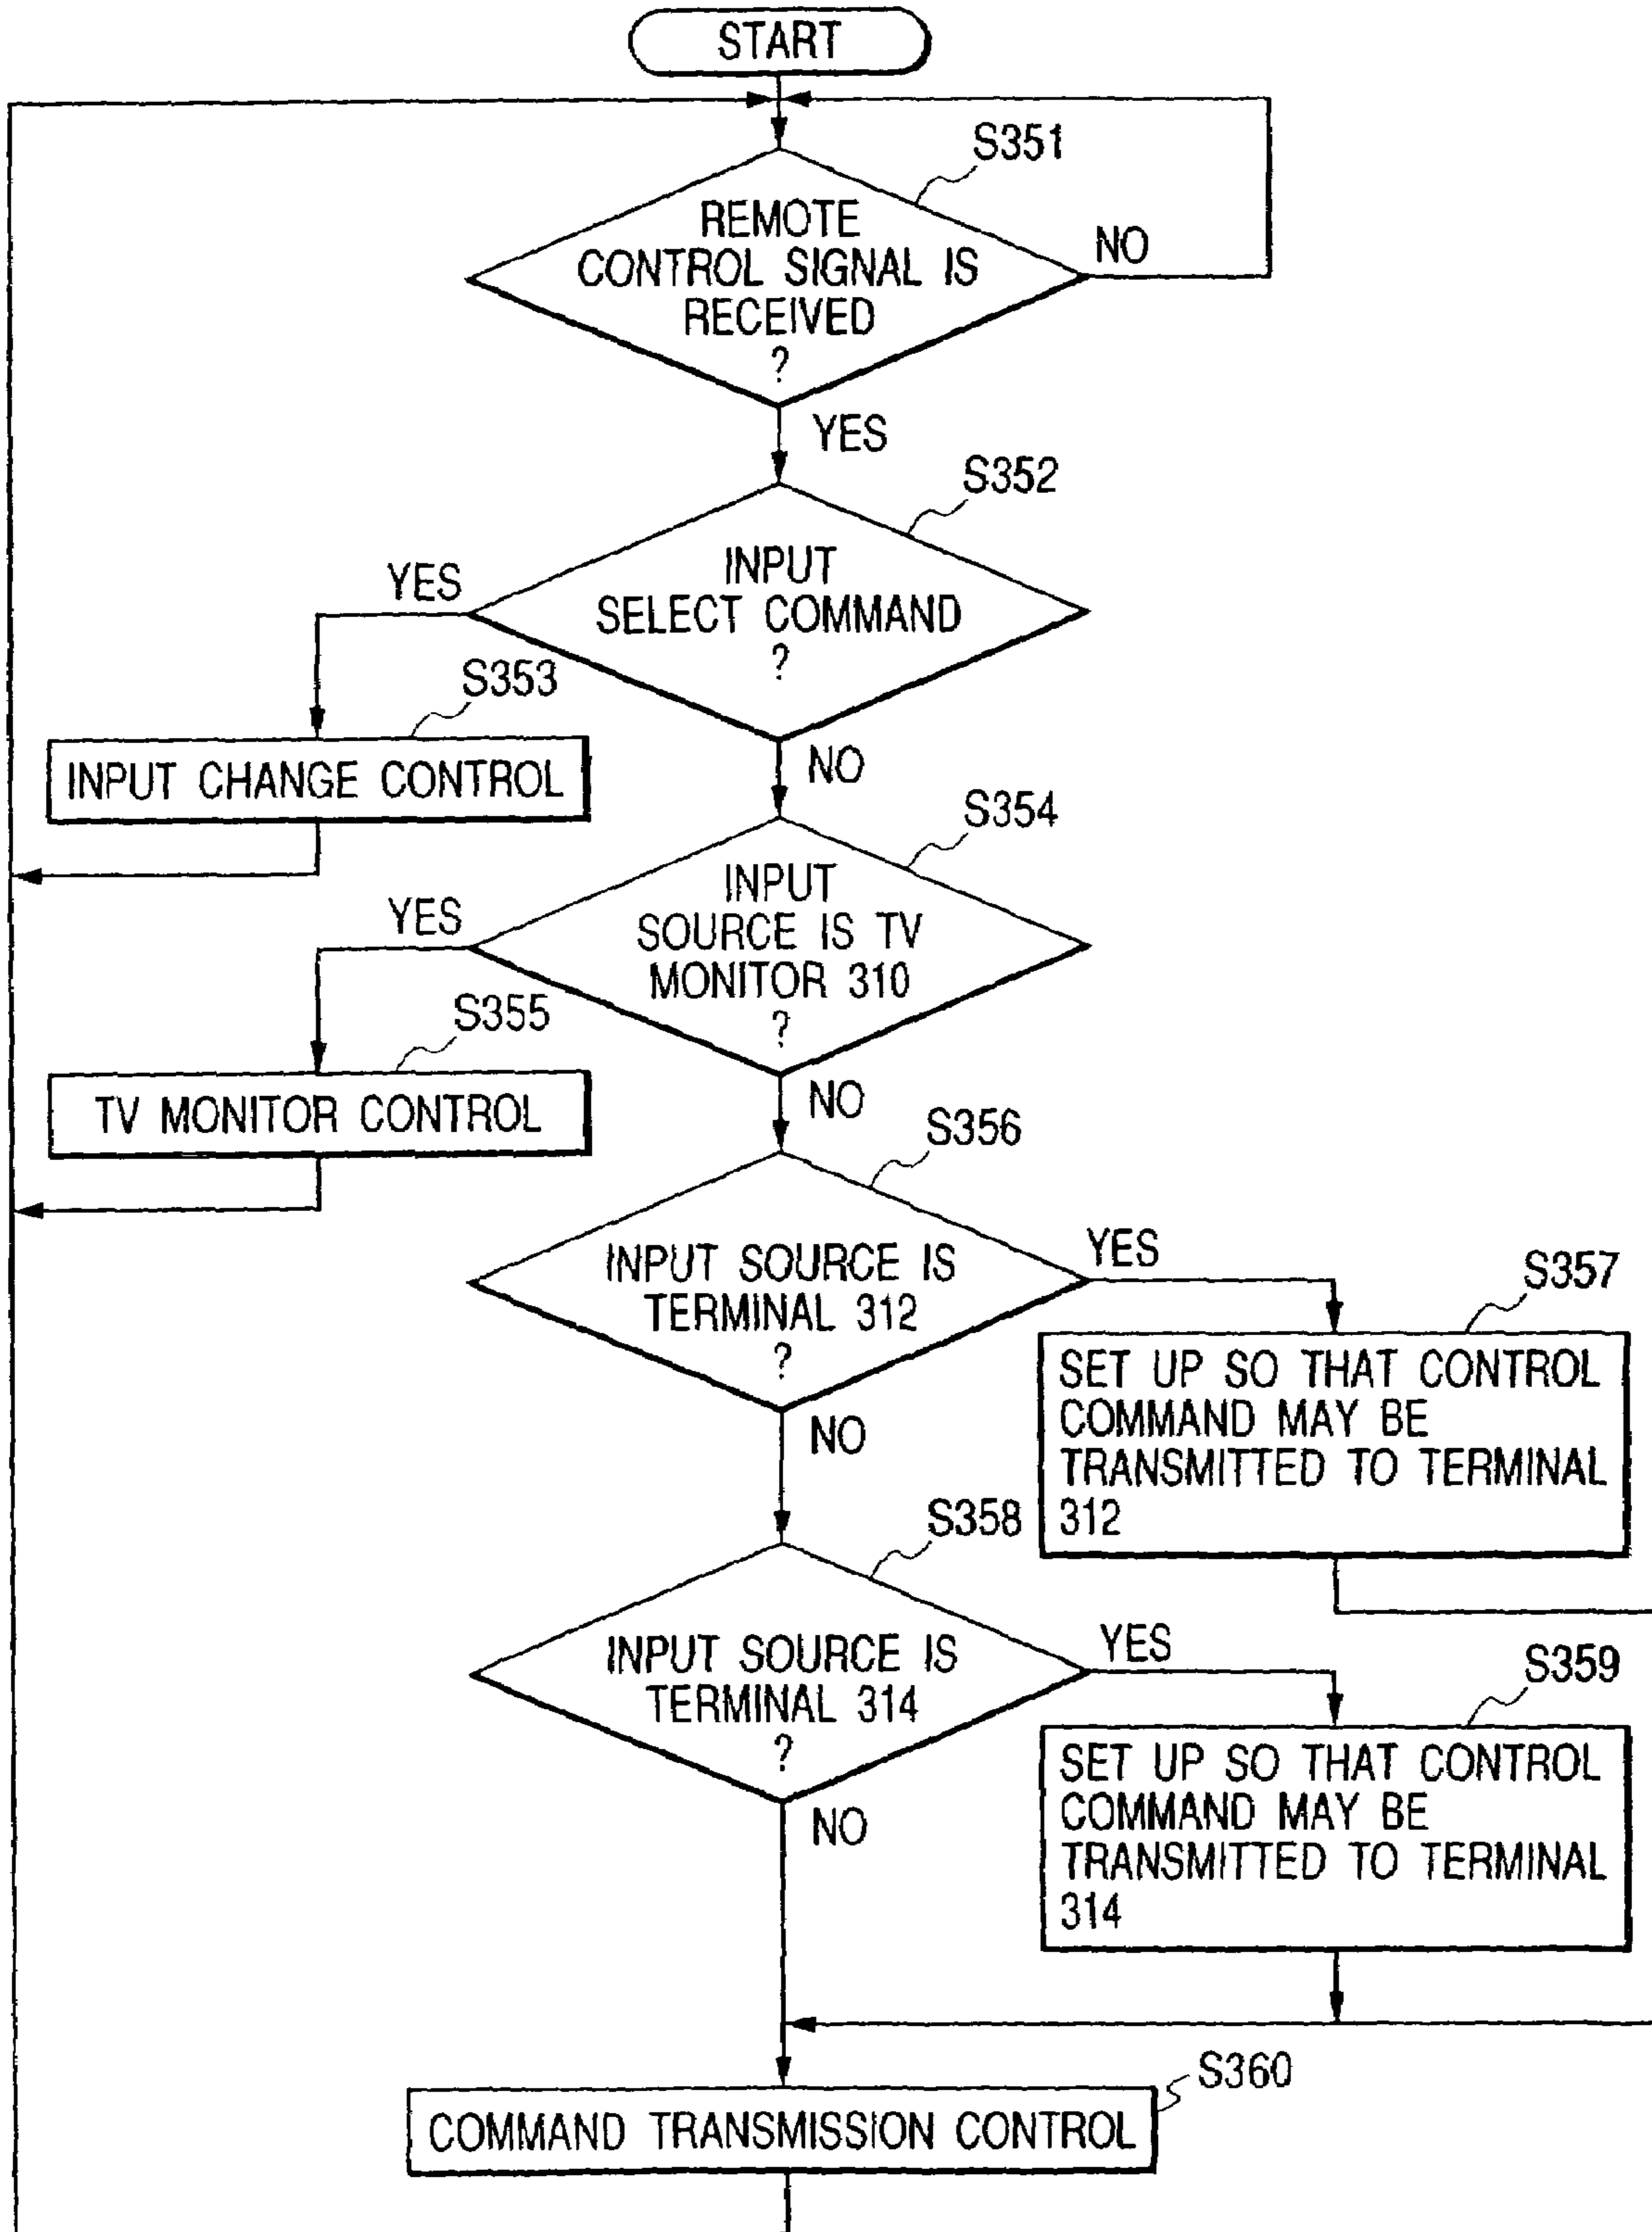 START
S351
REMOTE
CONTROL SIGNAL IS
RECEIVED
?
NO
YES
S352
INPUT
SELECT COMMAND
?
YES
S353
INPUT CHANGE CONTROL
NO
S354
INPUT
SOURCE IS TV
MONITOR 310
?
YES
S355
TV MONITOR CONTROL
NO
S356
INPUT SOURCE IS
TERMINAL 312
?
YES
S357
SET UP SO THAT CONTROL
COMMAND MAY BE
TRANSMITTED TO TERMINAL
312
NO
S358
INPUT SOURCE IS
TERMINAL 314
?
YES
S359
SET UP SO THAT CONTROL
COMMAND MAY BE
TRANSMITTED TO TERMINAL
314
NO
S360
COMMAND TRANSMISSION CONTROL